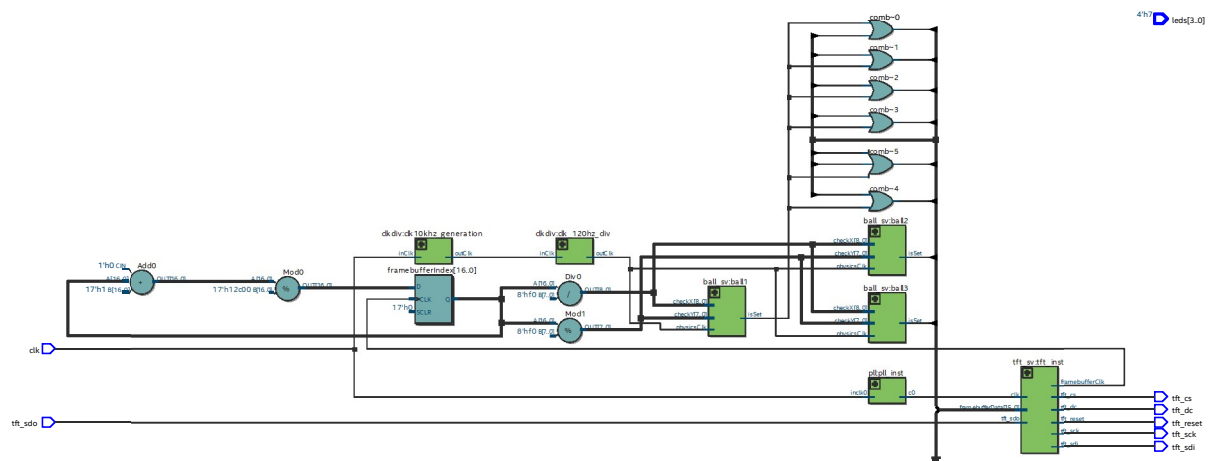 comb~0
4'h7
leds[3..0]
comb~1
comb~2
comb~3
comb~5
comb~4
ball_sv:ball2
clkdiv:clk10khz_generation
clkdiv:clk_120hz_div
checkX[8..0]
inClk
outClk
inClk
outClk
checkY[7..0]
isSet
physicsClk
1'h0 CIN
Add0
framebufferIndex[16..0]
Div0
A[16..0]
OUT[16..0]
Mod0
A[16..0]
OUT[8..0]
ball_sv:ball1
ball_sv:ball3
17'h1 B[16..0]
+
A[16..0]
OUT[16..0]
D
8'hf0 B[7..0]
/
17'h12c00 B[16..0]
%
CLK
Q
checkX[8..0]
checkX[8..0]
17'h0
SCLR
Mod1
checkY[7..0]
isSet
checkY[7..0]
isSet
A[16..0]
OUT[7..0]
physicsClk
physicsClk
8'hf0 B[7..0]
%
clk
tft_sv:tft_inst
pll:pll_inst
framebufferClk
inclk0
c0
clk
tft_cs
tft_cs
tft_dc
tft_dc
tft_sdo
tft_sdo
tft_reset
tft_reset
tft_sck
tft_sck
tft_sdi
tft_sdi